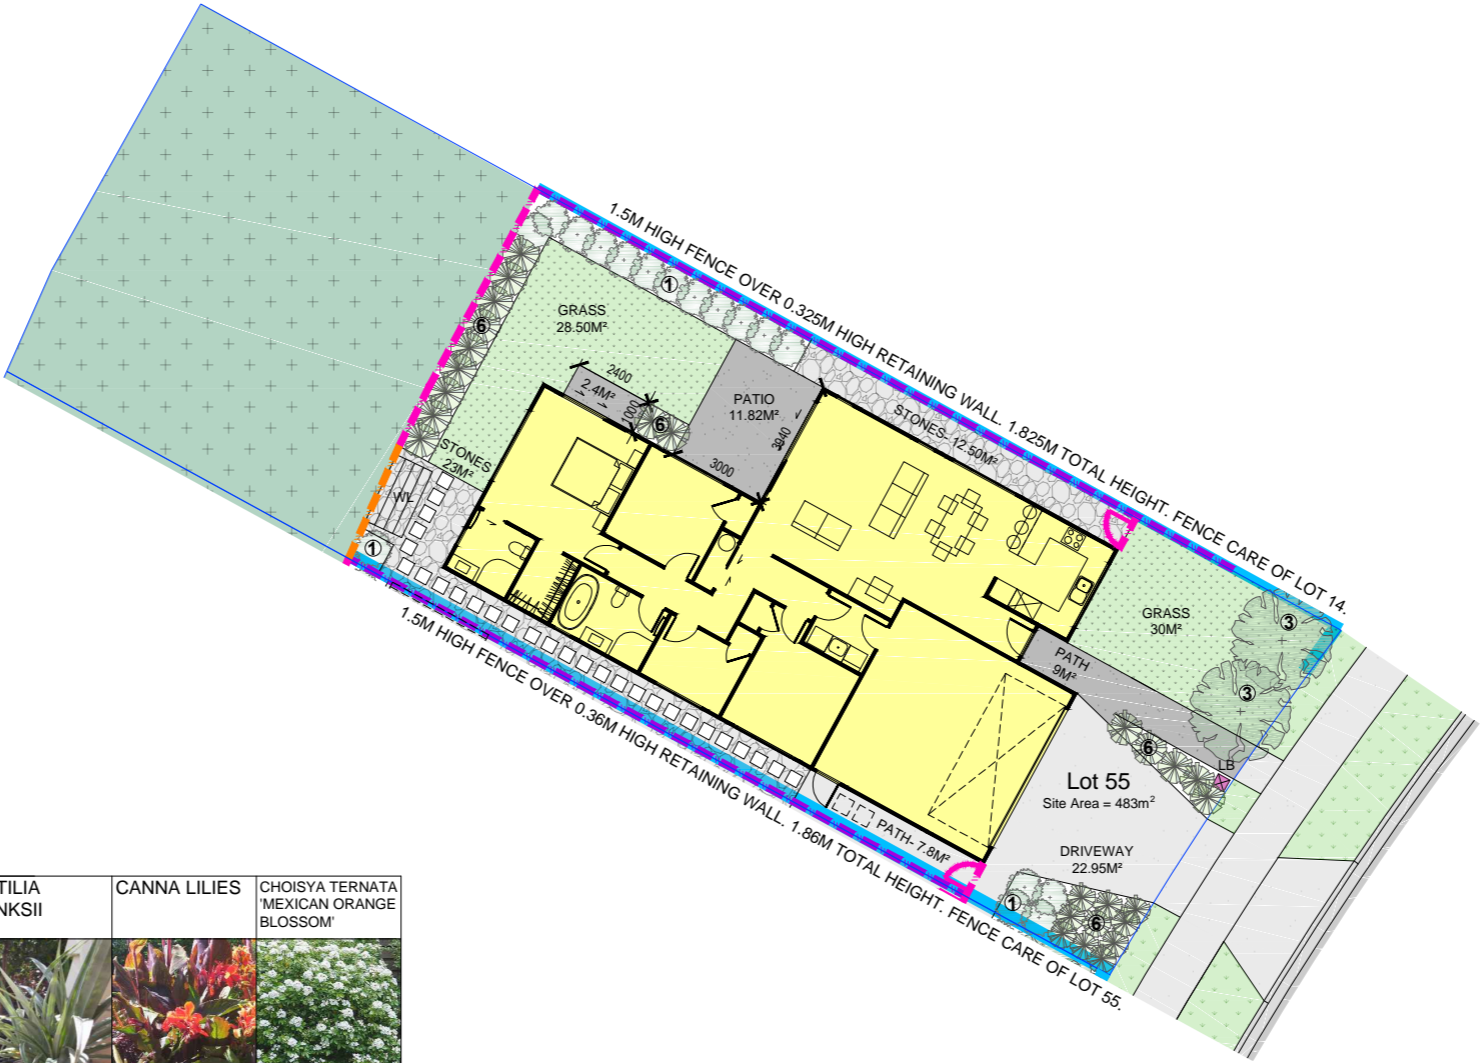 1.5M HIGH FENCE OVER 0.325M HIGH RETAINING WALL. 1.825M TOTAL HEIGHT. FENCE CARE OF LOT 14.
1
GRASS
28.50M²
6
2400
2.4M²
1000
6
PATIO
11.82M²
3940
3000
STONES- 12.50M²
STONES
23M²
WL
1
GRASS
30M²
3
3
PATH
9M²
6
LB
Lot 55
Site Area = 483m²
DRIVEWAY
22.95M²
PATH- 7.8M²
1
6
1.5M HIGH FENCE OVER 0.36M HIGH RETAINING WALL. 1.86M TOTAL HEIGHT. FENCE CARE OF LOT 55.
TILIA
NKSII
CANNA LILIES
CHOISYA TERNATA
'MEXICAN ORANGE
BLOSSOM'